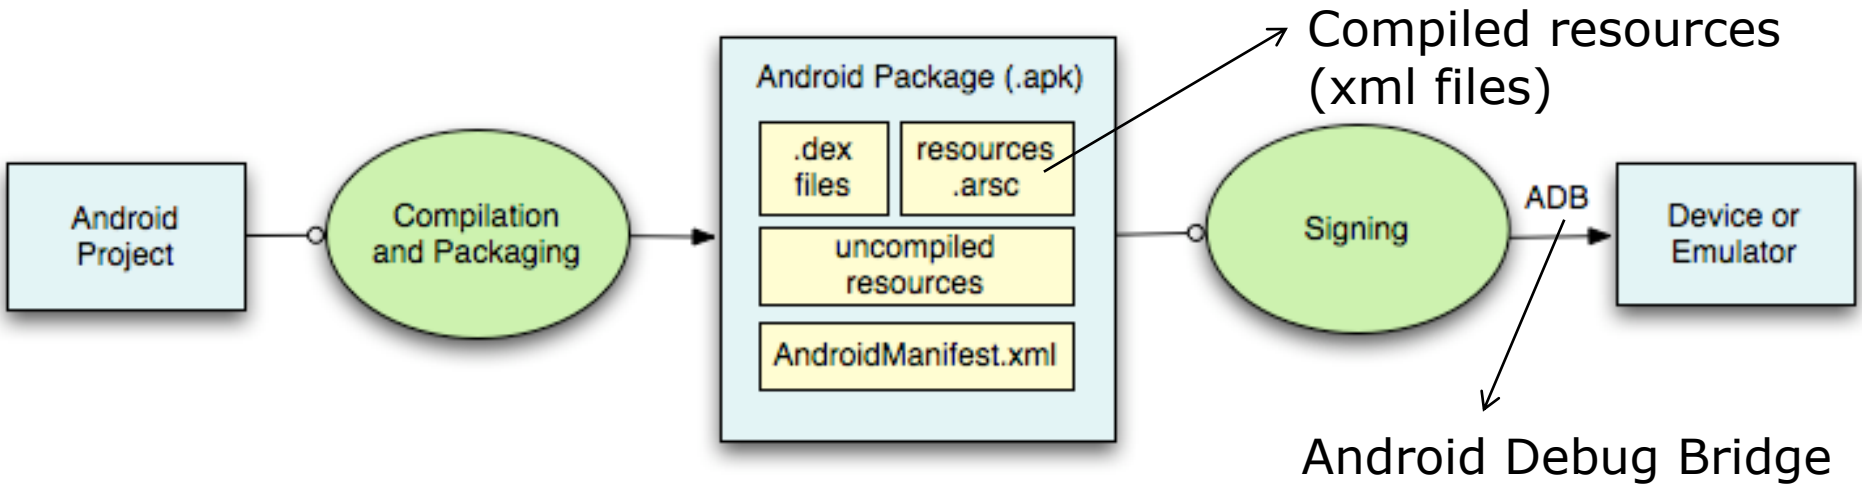 Android
Project
Compilation
and Packaging
Android Package (.apk)
.dex
files
resources
.arsc
uncompiled
resources
AndroidManifest.xml
Compiled resources
(xml files)
Signing
ADB
Device or
Emulator
Android Debug Bridge